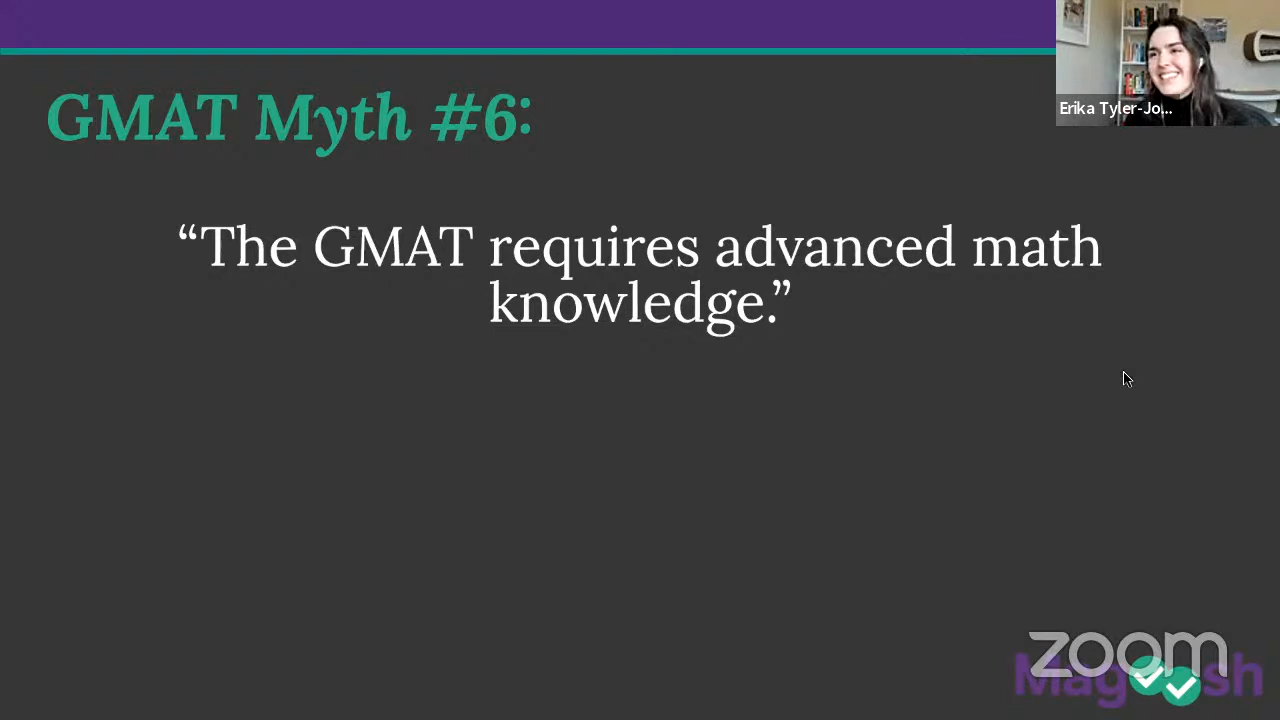 GMAT Myth #6:
Erika Tyler-Jo...
“The GMAT requires advanced math
knowledge.”
zoom
Magoosh